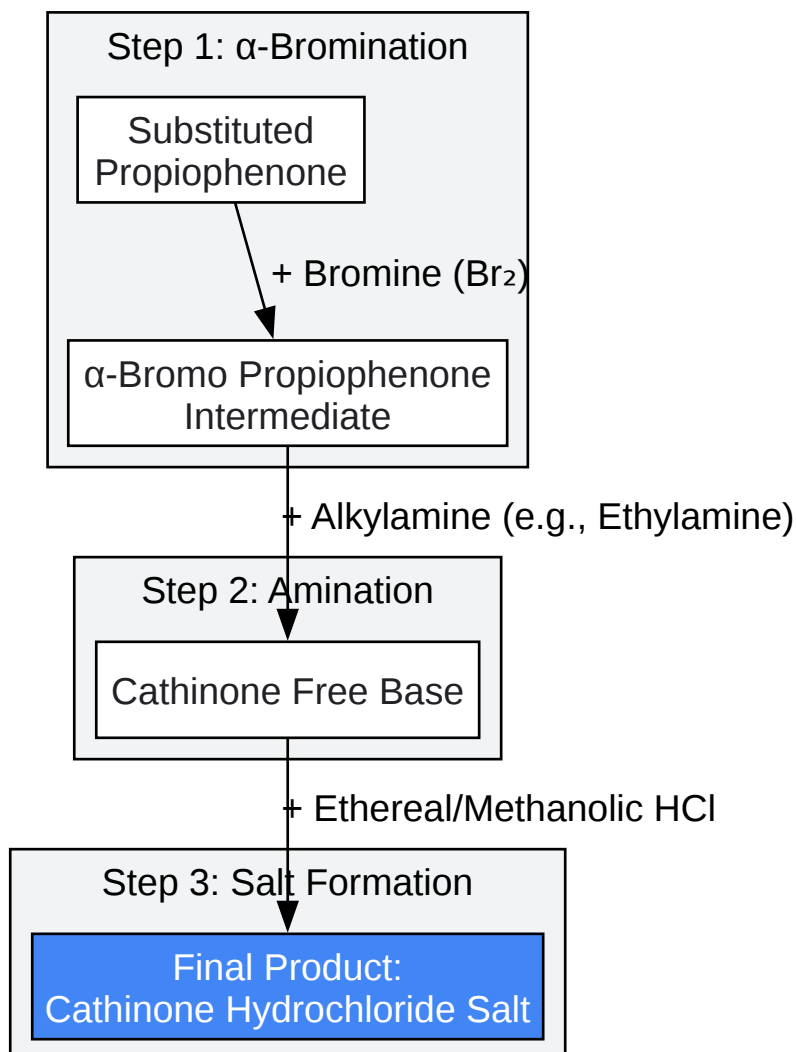 Step 1: α-Bromination
Substituted
Propiophenone
+ Bromine (Br₂)
α-Bromo Propiophenone
Intermediate
+ Alkylamine (e.g., Ethylamine)
Step 2: Amination
Cathinone Free Base
+ Ethereal/Methanolic HCl
Step 3: Salt Formation
Final Product:
Cathinone Hydrochloride Salt